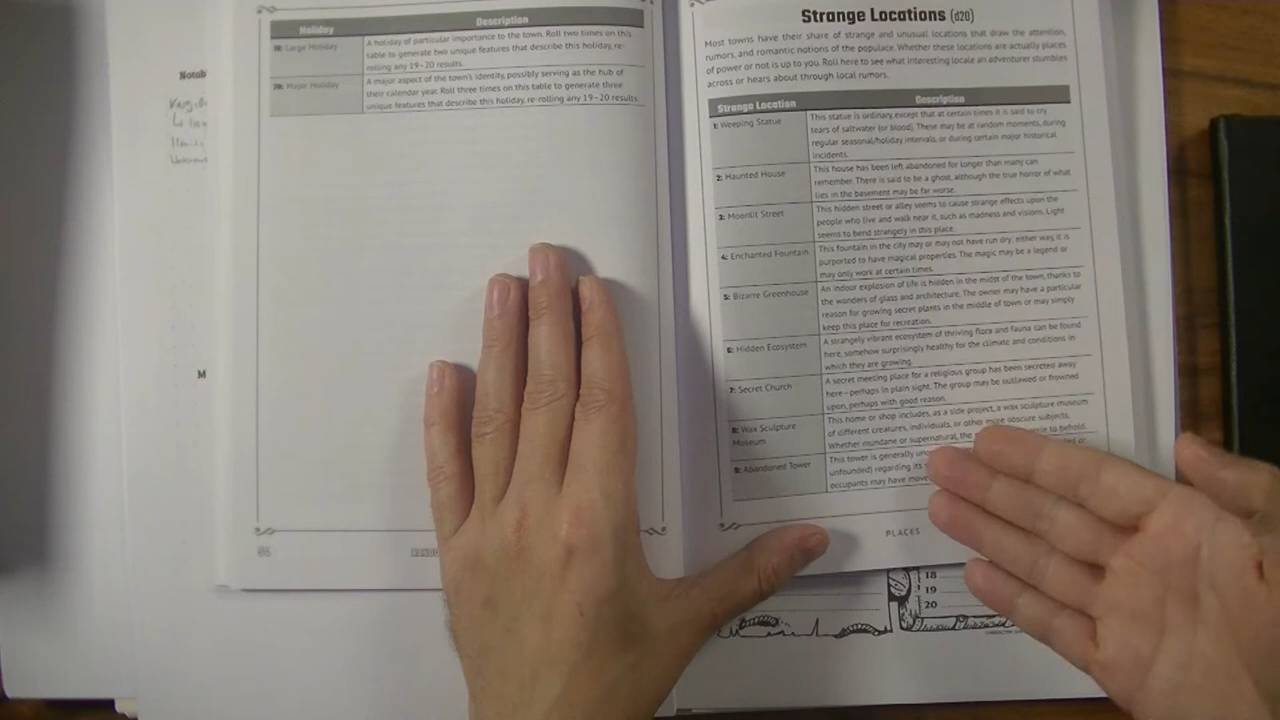 Holiday Description
19: Large Holiday
A holiday of particular importance to the town. Roll two times on this
table to generate two unique features that describe this holiday, re-
rolling any 19–20 results.
20: Major Holiday
A major aspect of the town's identity, possibly serving as the hub of
their calendar year. Roll three times on this table to generate three
unique features that describe this holiday, re-rolling any 19–20 results.
Notab
M
Strange Locations (d20)
Most towns have their share of strange and unusual locations that draw the attention,
rumors, and romantic notions of the populace. Whether these locations are actually places
of power or not is up to you. Roll here to see what interesting locale an adventurer stumbles
across or hears about through local rumors.
Strange Location Description
1: Weeping Statue
This statue is ordinary, except that at certain times it is said to cry
tears of saltwater (or blood). These may be at random moments, during
regular seasonal/holiday intervals, or during certain major historical
incidents.
2: Haunted House
This house has been left abandoned for longer than many can
remember. There is said to be a ghost, although the true horror of what
lies in the basement may be far worse.
3: Moonlit Street
This hidden street or alley seems to cause strange effects upon the
people who live and walk near it, such as madness and visions. Light
seems to bend strangely in this place.
4: Enchanted Fountain
This fountain in the city may or may not have run dry; either way, it is
purported to have magical properties. The magic may be a legend or
may only work at certain times.
5: Bizarre Greenhouse
An indoor explosion of life is hidden in the midst of the town, thanks to
the wonders of glass and architecture. The owner may have a particular
reason for growing secret plants in the middle of town or may simply
keep this place for recreation.
6: Hidden Ecosystem
A strangely vibrant ecosystem of thriving flora and fauna can be found
here, somehow surprisingly healthy for the climate and conditions in
which they are growing.
7: Secret Church
A secret meeting place for a religious group has been secreted away
here–perhaps in plain sight. The group may be outlawed or frowned
upon, perhaps with good reason.
8: Wax Sculpture
Museum
This home or shop includes, as a side project, a wax sculpture museum
of different creatures, individuals, or other more obscure subjects.
Whether mundane or supernatural, the to behold.
9: Abandoned Tower
This tower is generally or
unfounded) regarding its
occupants may have
PLACES
18
19
20